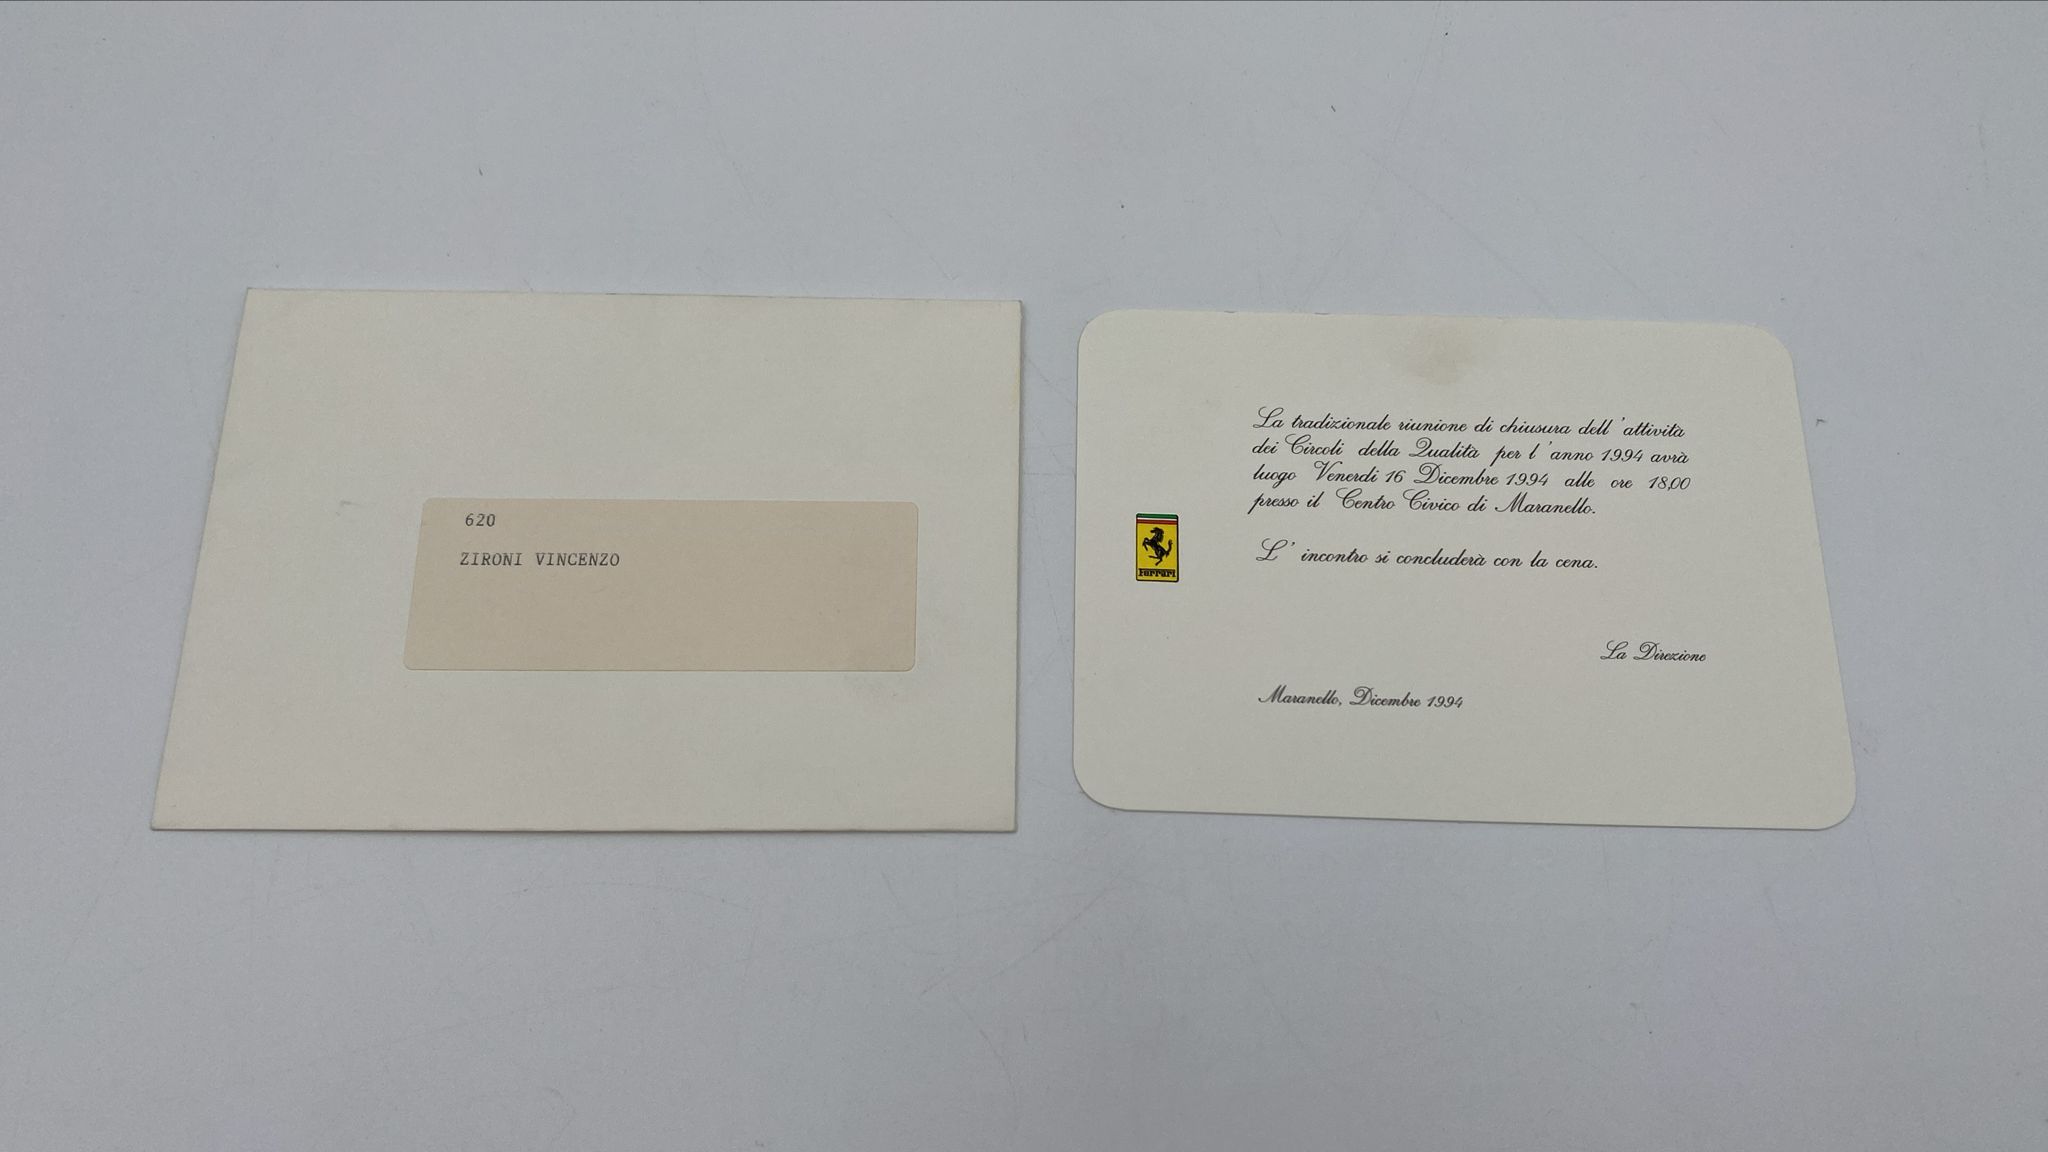 620
ZIRONI VINCENZO
La tradizionale riunione di chiusura dell'attività
dei Circoli della Qualità per l'anno 1994 avrà
luogo Venerdì 16 Dicembre 1994 alle ore 18,00
presso il Centro Civico di Maranello.
Ferrari
L'incontro si concluderà con la cena.
La Direzione
Maranello, Dicembre 1994